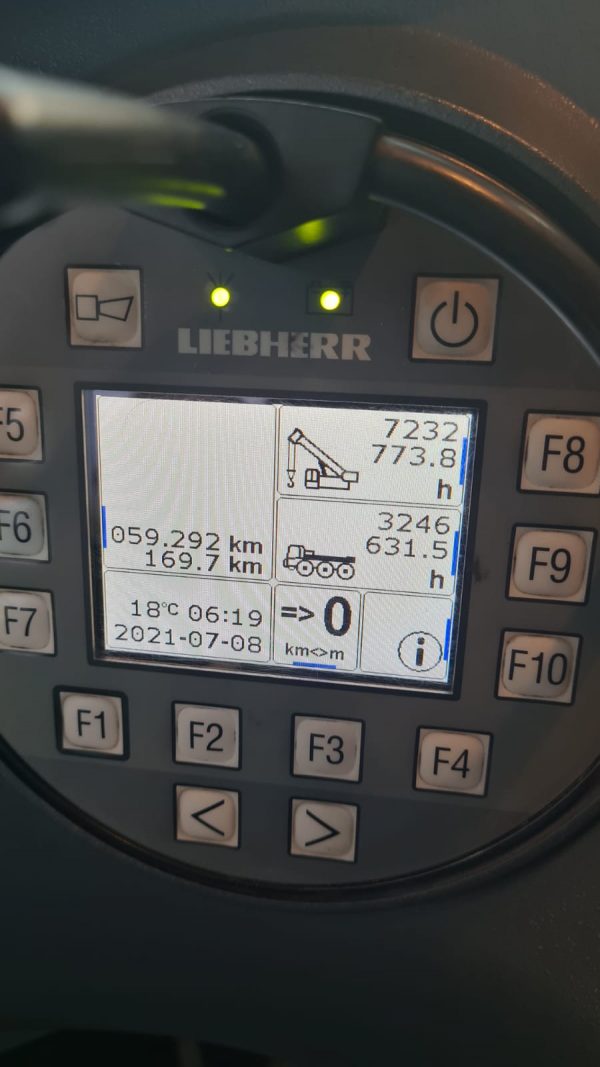 LIEBHERR
F5
F6
F7
F8
F9
F10
7232
773.8
h
3246
631.5
h
059.292 km
169.7 km
18°C 06:19
2021-07-08
=> 0
km<>m
i
F1
F2
F3
F4
< >